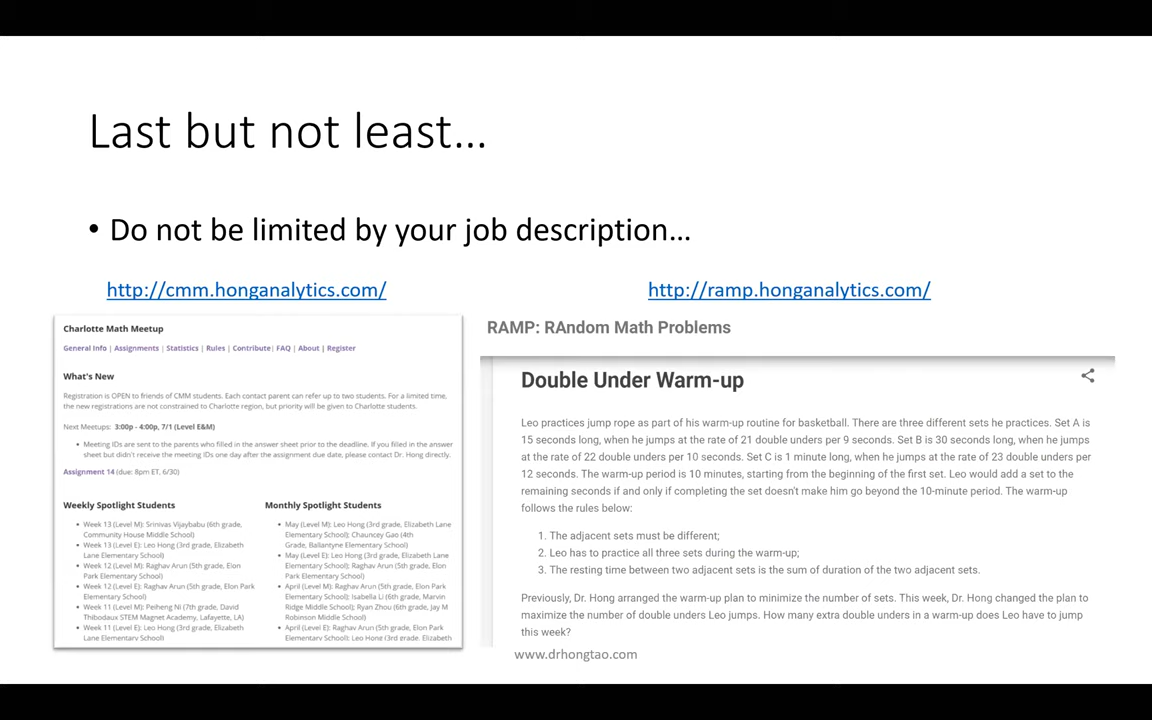 Last but not least...
• Do not be limited by your job description...
http://cmm.honganalytics.com/
http://ramp.honganalytics.com/
Charlotte Math Meetup
General Info | Assignments | Statistics | Rules | Contribute| FAQ | About | Register
What's New
Registration is OPEN to friends of CMM students. Each contact parent can refer up to two students. For a limited time,
the new registrations are not constrained to Charlotte region, but priority will be given to Charlotte students.
Next Meetups: 3:00p - 4:00p, 7/1 (Level E&M)
• Meeting IDs are sent to the parents who filled in the answer sheet prior to the deadline. If you filled in the answer
sheet but didn't receive the meeting IDs one day after the assignment due date, please contact Dr. Hong directly.
Assignment 14 (due: 8pm ET, 6/30)
Weekly Spotlight Students
• Week 13 (Level M): Srinivas Vijaybabu (6th grade,
Community House Middle School)
• Week 13 (Level E): Leo Hong (3rd grade, Elizabeth
Lane Elementary School)
• Week 12 (Level M): Raghav Arun (5th grade, Elon
Park Elementary School)
• Week 12 (Level E): Raghav Arun (5th grade, Elon Park
Elementary School)
• Week 11 (Level M): Peiheng Ni (7th grade, David
Thibodaux STEM Magnet Academy, Lafayette, LA)
• Week 11 (Level E): Leo Hong (3rd grade, Elizabeth
Lane Elementary School)
Monthly Spotlight Students
• May (Level M): Leo Hong (3rd grade, Elizabeth Lane
Elementary School); Chauncey Gao (4th
Grade, Ballantyne Elementary School)
• May (Level E): Leo Hong (3rd grade, Elizabeth Lane
Elementary School); Raghav Arun (5th grade, Elon
Park Elementary School)
• April (Level M): Raghav Arun (5th grade, Elon Park
Elementary School); Isabella Li (6th grade, Marvin
Ridge Middle School); Ryan Zhou (6th grade, Jay M
Robinson Middle School)
• April (Level E): Raghav Arun (5th grade, Elon Park
Elementary School); Leo Hong (3rd grade, Elizabeth
RAMP: RAndom Math Problems
Double Under Warm-up
Leo practices jump rope as part of his warm-up routine for basketball. There are three different sets he practices. Set A is
15 seconds long, when he jumps at the rate of 21 double unders per 9 seconds. Set B is 30 seconds long, when he jumps
at the rate of 22 double unders per 10 seconds. Set C is 1 minute long, when he jumps at the rate of 23 double unders per
12 seconds. The warm-up period is 10 minutes, starting from the beginning of the first set. Leo would add a set to the
remaining seconds if and only if completing the set doesn't make him go beyond the 10-minute period. The warm-up
follows the rules below:
1. The adjacent sets must be different;
2. Leo has to practice all three sets during the warm-up;
3. The resting time between two adjacent sets is the sum of duration of the two adjacent sets.
Previously, Dr. Hong arranged the warm-up plan to minimize the number of sets. This week, Dr. Hong changed the plan to
maximize the number of double unders Leo jumps. How many extra double unders in a warm-up does Leo have to jump
this week?
www.drhongtao.com